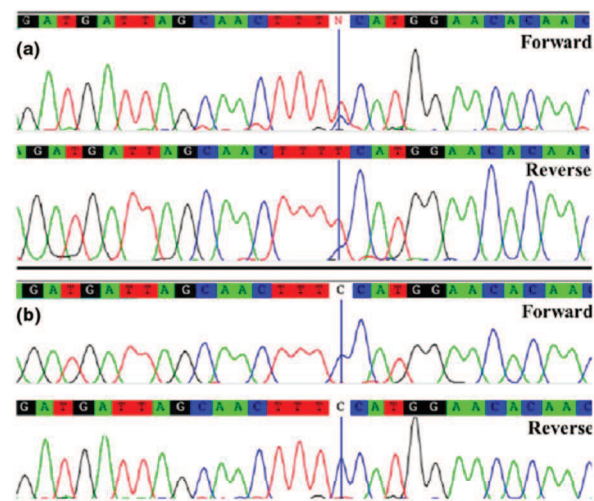 G A T G A T T A G C A A C T T T N C A T G G A A C A C A A C
(a)
Forward
A G A T G A T T A G C A A C T T T T C A T G G A A C A C A A
Reverse
G A T G A T T A G C A A C T T T C C A T G G A A C A C A A
(b)
Forward
G A T G A T T A G C A A C T T T C C A T G G A A C A C A A C
Reverse